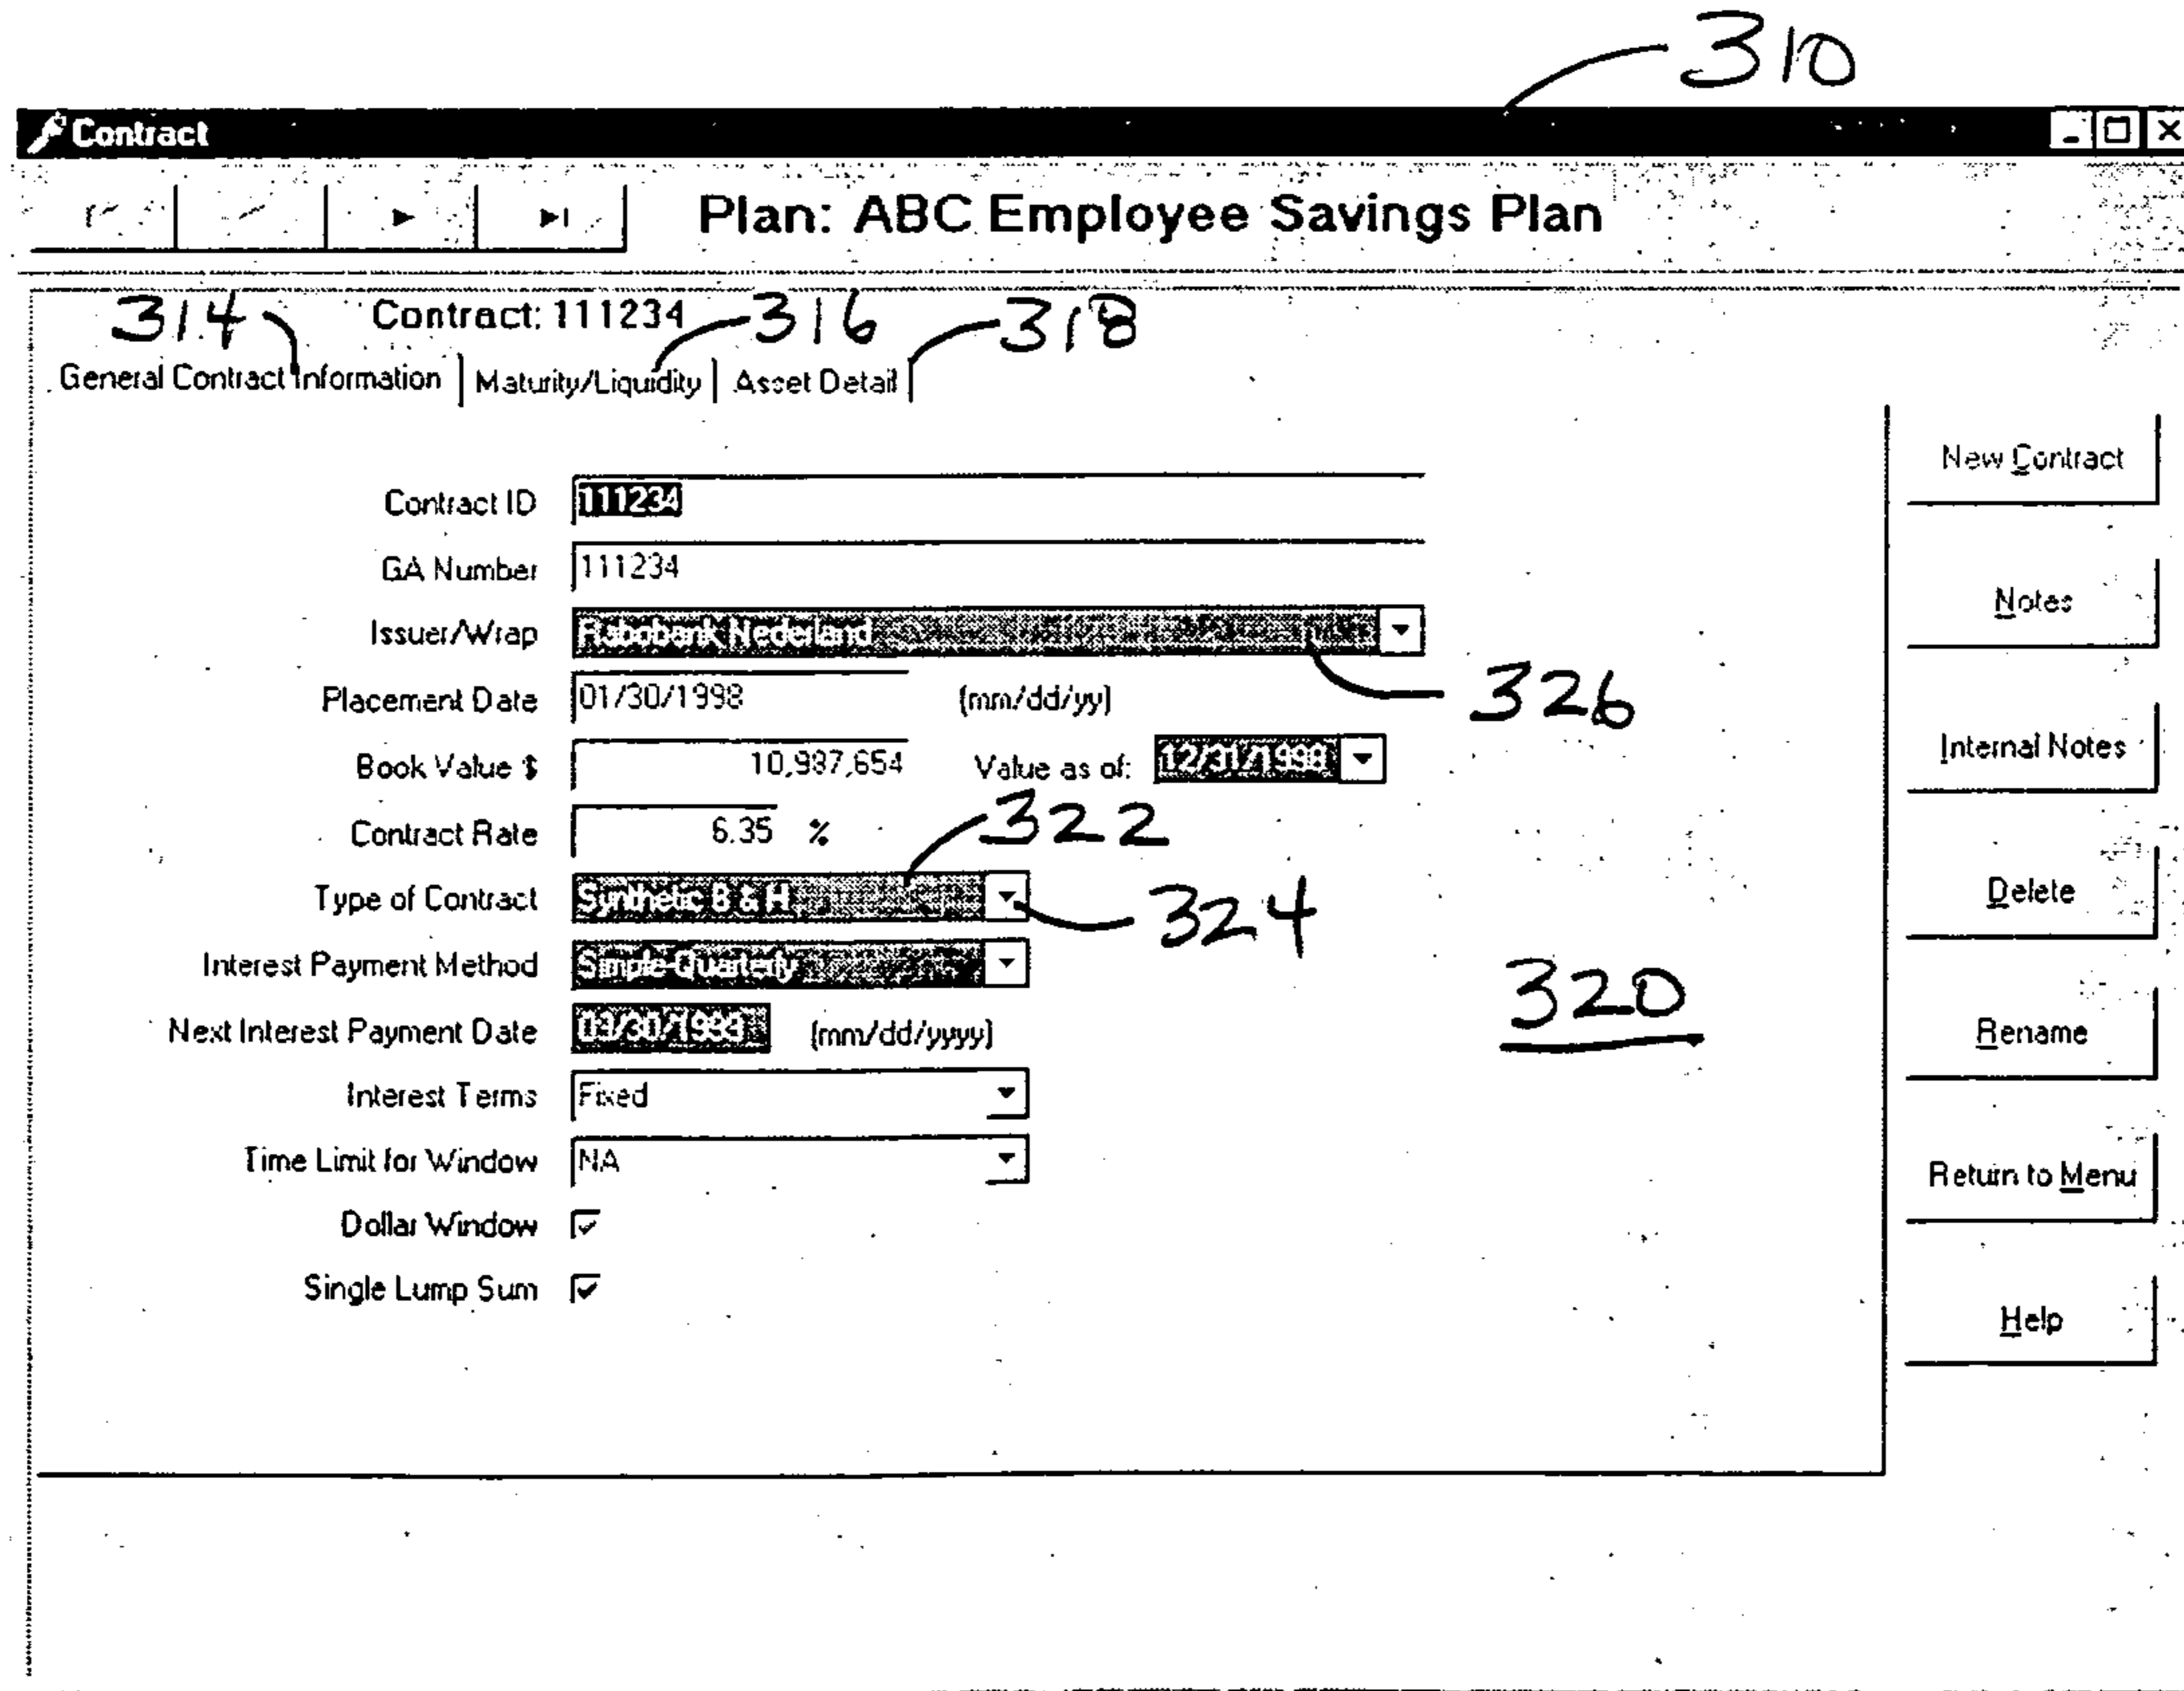 310
Contract
Plan: ABC Employee Savings Plan
314 Contract: 111234 316 318
General Contract Information Maturity/Liquidity Asset Detail
New Contract
Contract ID 111234
GA Number 111234
Notes
Issuer/Wrap Rabobank Nederland
326
Placement Date 01/30/1998 (mm/dd/yy)
Internal Notes
Book Value $ 10,987,654 Value as of:
Contract Rate 6.35 % 322
Type of Contract Synthetic B & H 324
Delete
Interest Payment Method Simple-Quarterly
320
Next Interest Payment Date (mm/dd/yyyy)
Rename
Interest Terms Fixed
Time Limit for Window NA
Return to Menu
Dollar Window
Single Lump Sum
Help